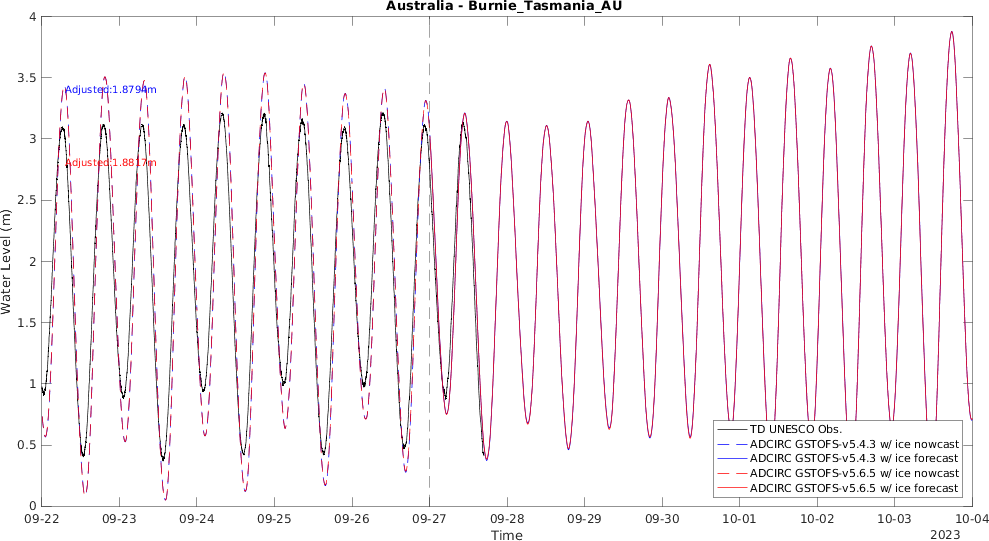 Australia - Burnie_Tasmania_AU
4
3.5
3
2.5
2
1.5
1
0.5
0
Water Level (m)
Adjusted:1.8794m
Adjusted:1.8817m
TD UNESCO Obs.
ADCIRC GSTOFS-v5.4.3 w/ ice nowcast
ADCIRC GSTOFS-v5.4.3 w/ ice forecast
ADCIRC GSTOFS-v5.6.5 w/ ice nowcast
ADCIRC GSTOFS-v5.6.5 w/ ice forecast
09-22 09-23 09-24 09-25 09-26 09-27 09-28 09-29 09-30 10-01 10-02 10-03 10-04
Time
2023